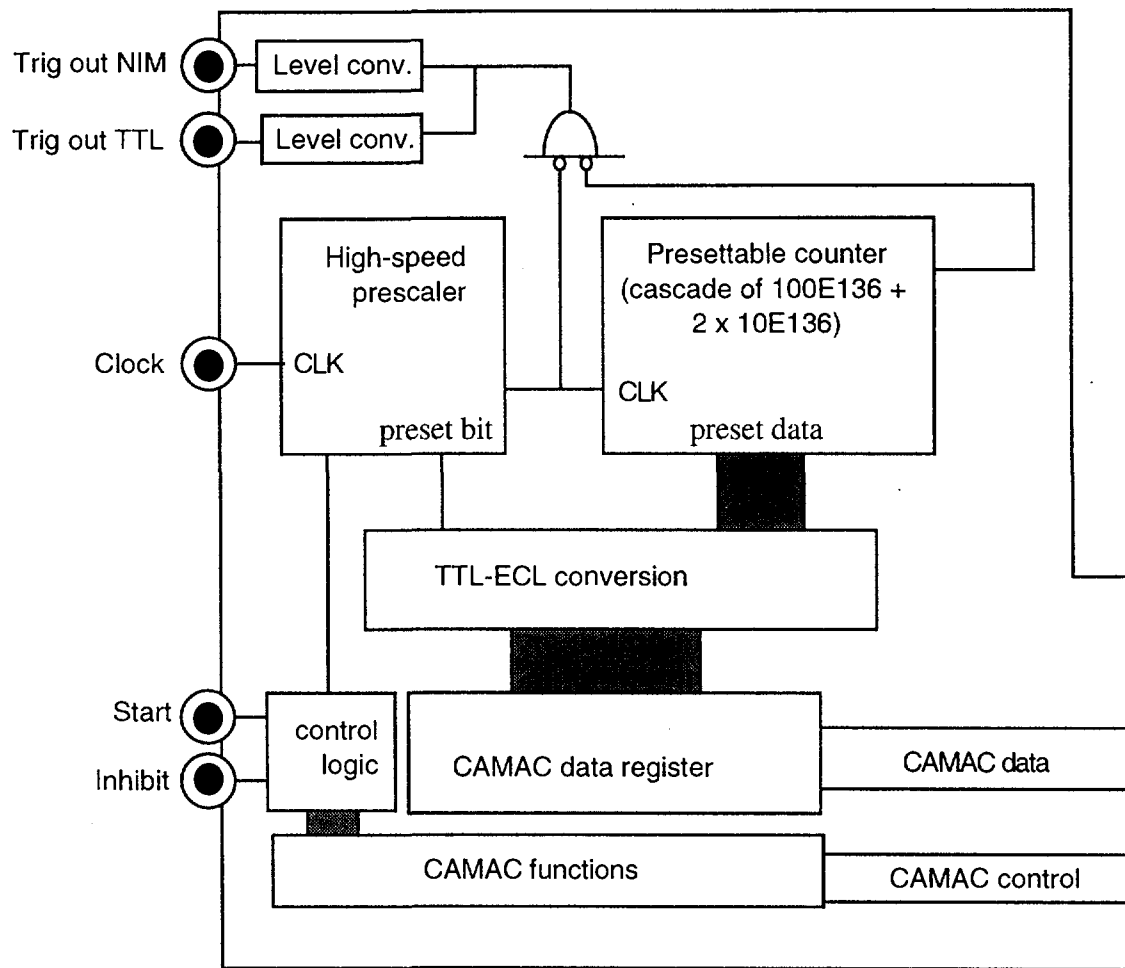 Trig out NIM
Level conv.
Trig out TTL
Level conv.
High-speed
prescaler
Presettable counter
(cascade of 100E136 +
2 x 10E136)
Clock
CLK
CLK
preset bit
preset data
TTL-ECL conversion
Start
Inhibit
control
logic
CAMAC data register
CAMAC data
CAMAC functions
CAMAC control